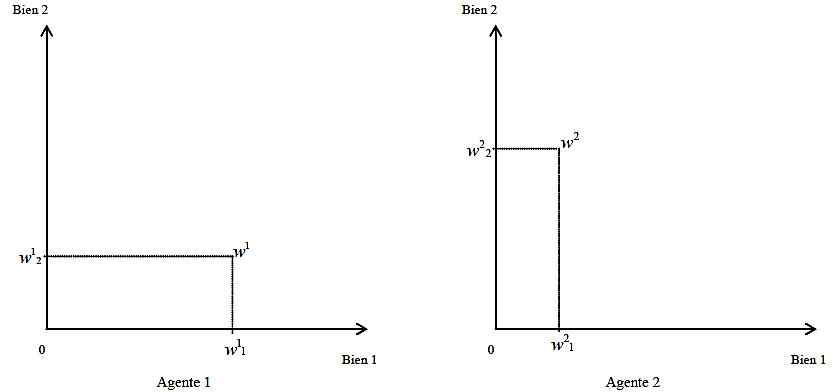 Bien 2
w¹
w¹₂
0
w¹₁
Bien 1
Agente 1
Bien 2
w²
w²₂
0
w²₁
Bien 1
Agente 2